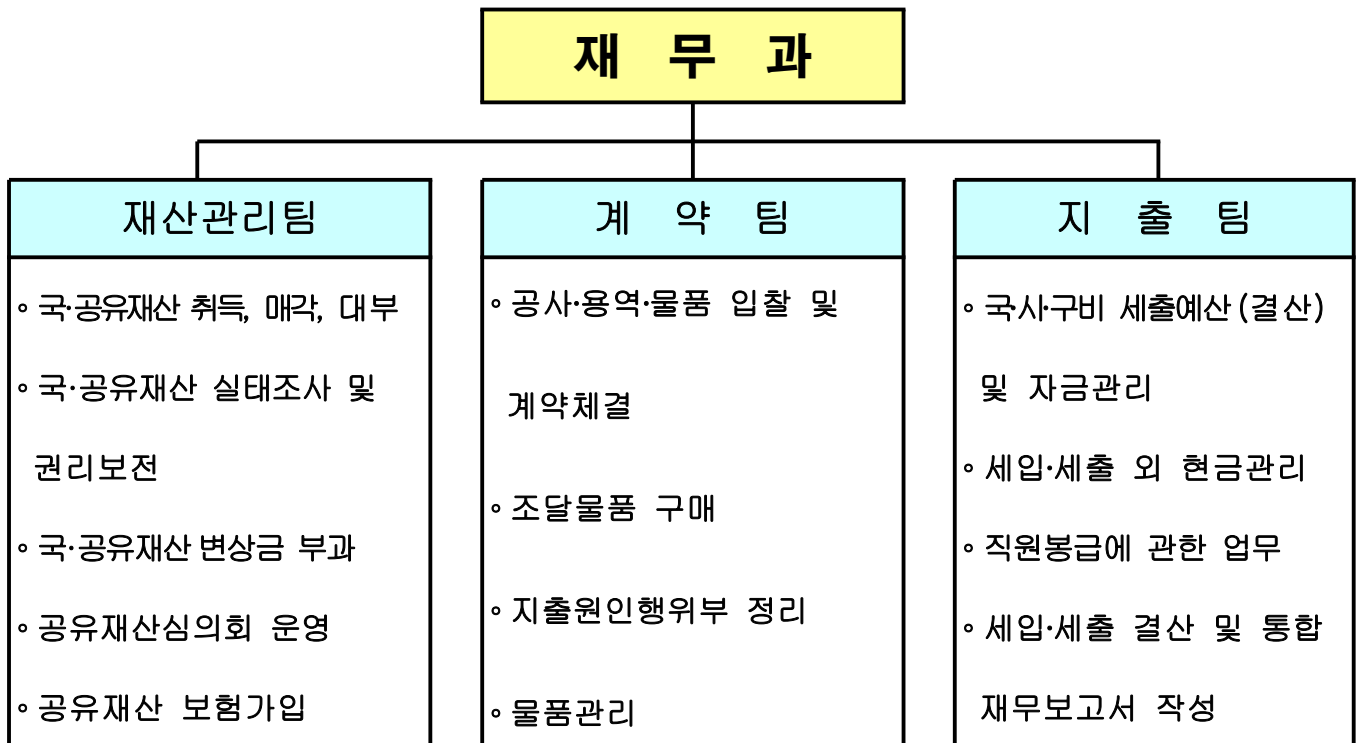 재 무 과
재산관리팀
◦ 국·공유재산 취득, 매각, 대부
◦ 국·공유재산 실태조사 및
권리보전
◦ 국·공유재산 변상금 부과
◦ 공유재산심의회 운영
◦ 공유재산 보험가입
계 약 팀
◦ 공사·용역·물품 입찰 및
계약체결
◦ 조달물품 구매
◦ 지출원인행위부 정리
◦ 물품관리
지 출 팀
◦ 국·시·구비 세출예산(결산)
및 자금관리
◦ 세입·세출 외 현금관리
◦ 직원봉급에 관한 업무
◦ 세입·세출 결산 및 통합
재무보고서 작성